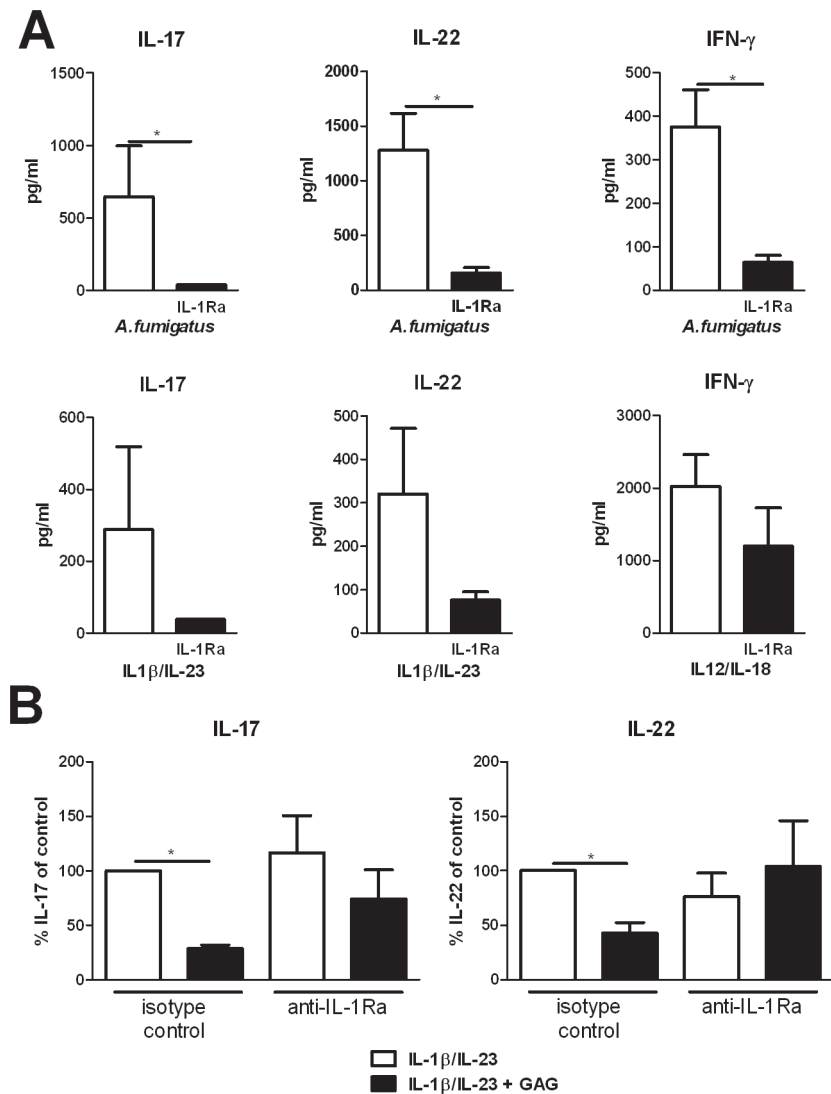 A
IL-17
IL-22
IFN-γ
1500
1000
500
0
pg/ml
*
IL-1Ra
A.fumigatus
2000
1500
1000
500
0
pg/ml
*
IL-1Ra
A.fumigatus
500
400
300
200
100
0
pg/ml
*
IL-1Ra
A.fumigatus
IL-17
IL-22
IFN-γ
600
400
200
0
pg/ml
IL-1Ra
IL1β/IL-23
500
400
300
200
100
0
pg/ml
IL-1Ra
IL1β/IL-23
3000
2000
1000
0
pg/ml
IL-1Ra
IL12/IL-18
B
IL-17
IL-22
200
150
100
50
0
% IL-17 of control
*
isotype
control
anti-IL-1Ra
200
150
100
50
0
% IL-22 of control
*
isotype
control
anti-IL-1Ra
IL-1β/IL-23
IL-1β/IL-23 + GAG